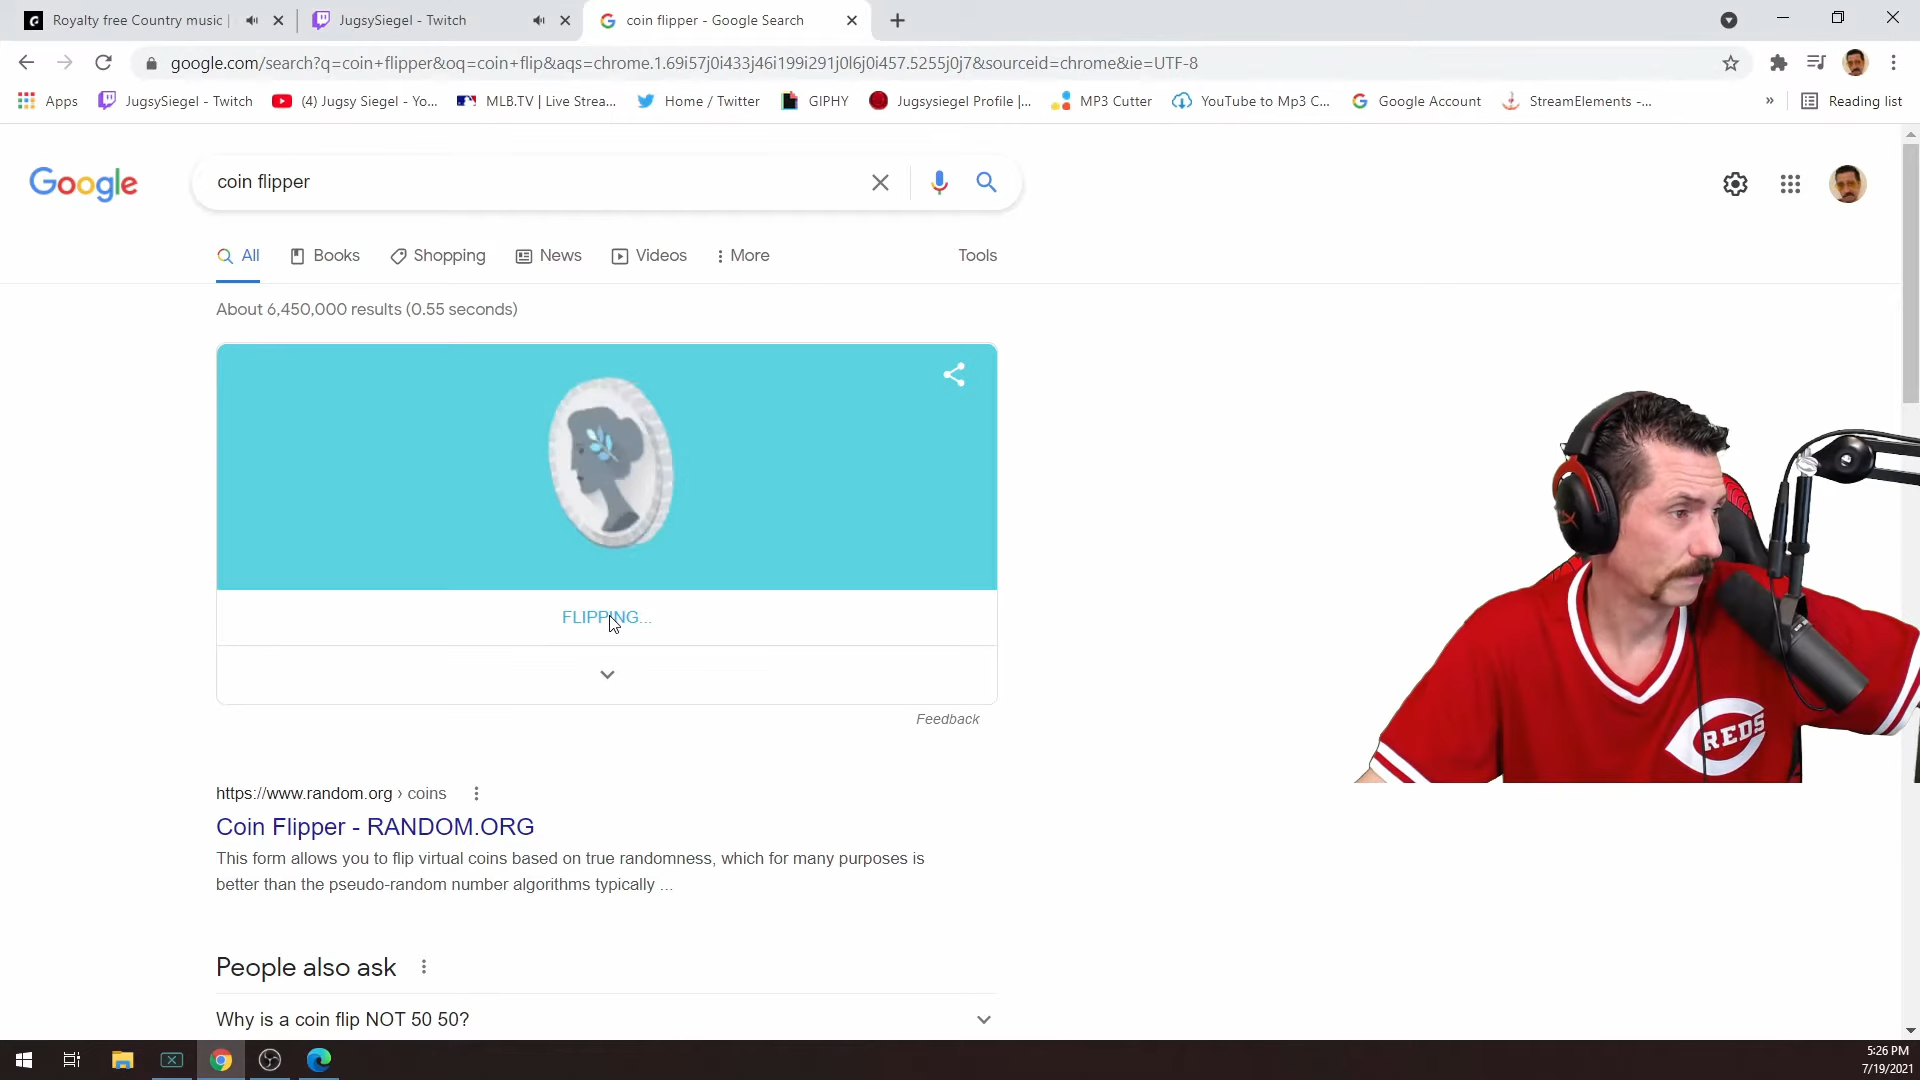 Royalty free Country music |
JugsySiegel - Twitch
coin flipper - Google Search
google.com/search?q=coin+flipper&oq=coin+flip&aqs=chrome.1.69i57j0i433j46i199i291j0l6j0i457.5255j0j7&sourceid=chrome&ie=UTF-8
Apps
JugsySiegel - Twitch
(4) Jugsy Siegel - Yo...
MLB.TV | Live Strea...
Home / Twitter
GIPHY
Jugsysiegel Profile |...
MP3 Cutter
YouTube to Mp3 C...
Google Account
StreamElements -...
»
Reading list
Google
coin flipper
All
Books
Shopping
News
Videos
More
Tools
About 6,450,000 results (0.55 seconds)
FLIPPING...
Feedback
https://www.random.org › coins
Coin Flipper - RANDOM.ORG
This form allows you to flip virtual coins based on true randomness, which for many purposes is
better than the pseudo-random number algorithms typically ...
People also ask
Why is a coin flip NOT 50 50?
REDS
5:26 PM
7/19/2021